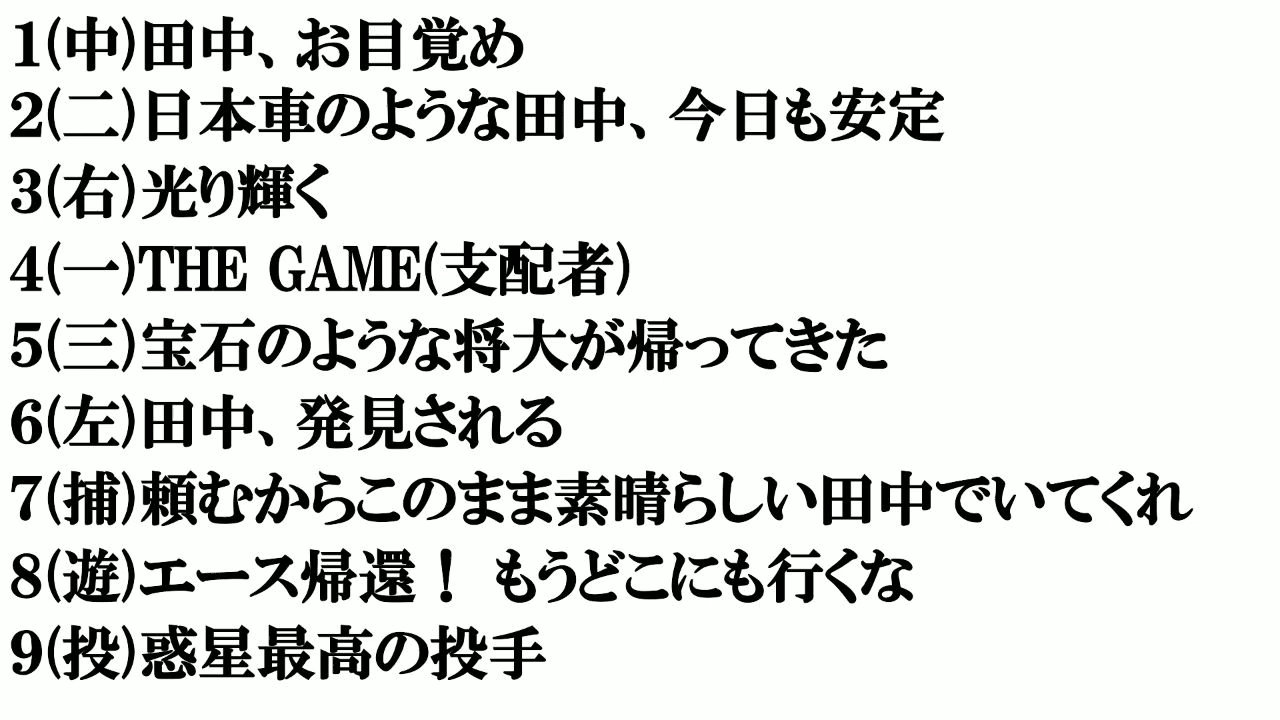 1(中)田中、お目覚め
2(二)日本車のような田中、今日も安定
3(右)光り輝く
4(一)THE GAME(支配者)
5(三)宝石のような将大が帰ってきた
6(左)田中、発見される
7(捕)頼むからこのまま素晴らしい田中でいてくれ
8(遊)エース帰還！ もうどこにも行くな
9(投)惑星最高の投手